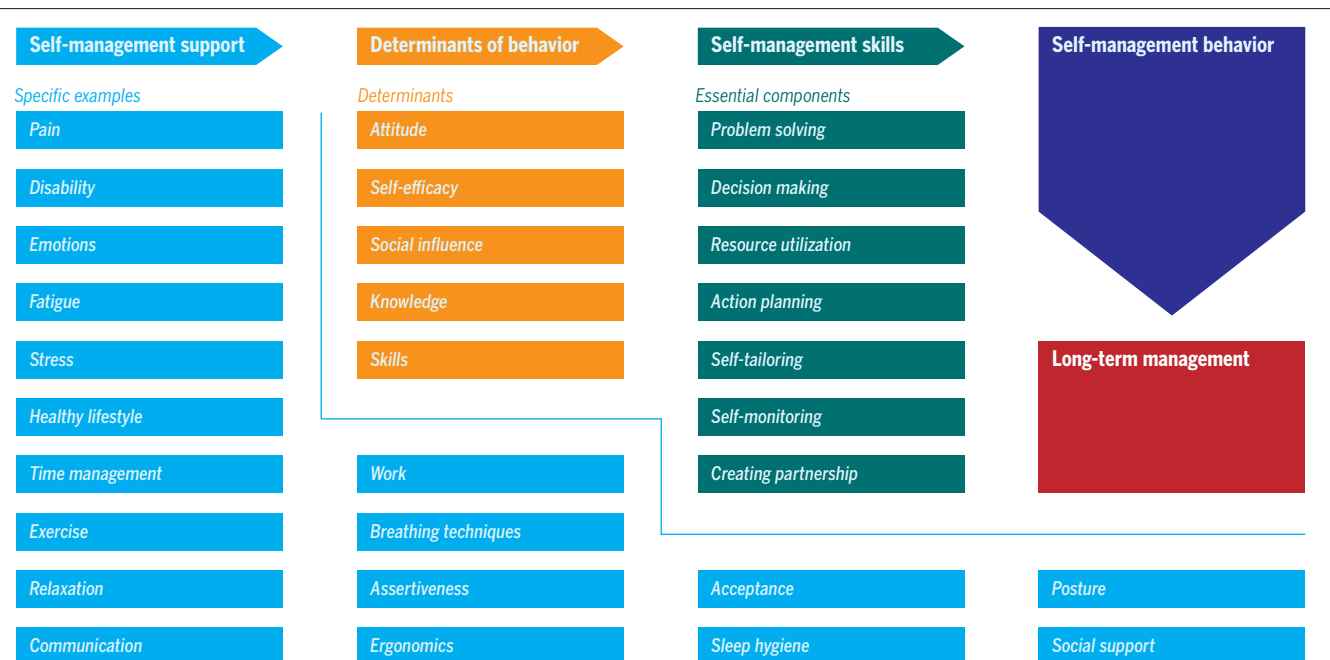 Self-management support
Determinants of behavior
Self-management skills
Self-management behavior
Specific examples
Determinants
Essential components
Pain
Attitude
Problem solving
Disability
Self-efficacy
Decision making
Emotions
Social influence
Resource utilization
Fatigue
Knowledge
Action planning
Stress
Skills
Self-tailoring
Long-term management
Healthy lifestyle
Self-monitoring
Time management
Work
Creating partnership
Exercise
Breathing techniques
Relaxation
Assertiveness
Acceptance
Posture
Communication
Ergonomics
Sleep hygiene
Social support